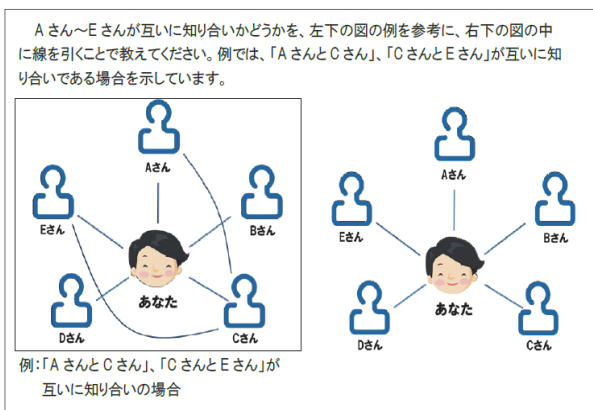 Aさん～Eさんが互いに知り合いかどうかを、左下の図の例を参考に、右下の図の中
に線を引くことで教えてください。例では、「AさんとCさん」、「CさんとEさん」が互いに知
り合いである場合を示しています。
Aさん
Eさん
Bさん
あなた
Dさん
Cさん
例：「AさんとCさん」、「CさんとEさん」が
互いに知り合いの場合
Aさん
Eさん
Bさん
あなた
Dさん
Cさん